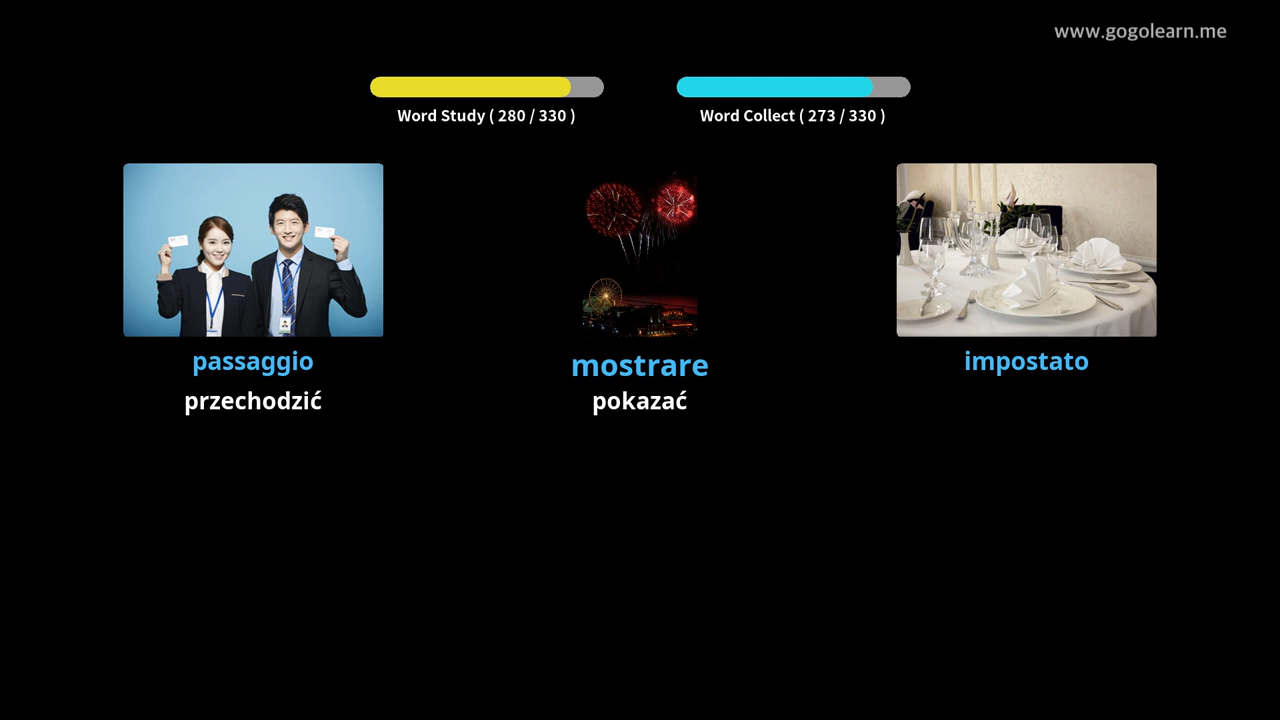 www.gogolearn.me
Word Study ( 280 / 330 )
Word Collect ( 273 / 330 )
passaggio
mostrare
impostato
przechodzić
pokazać